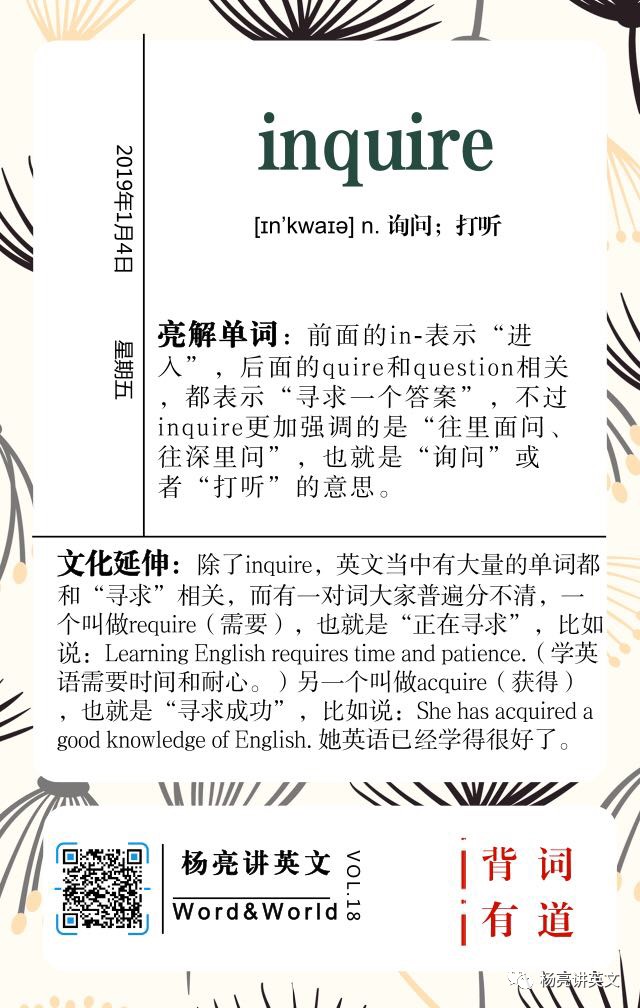 2019年1月4日
星期五
inquire
[ɪn'kwaɪə] n. 询问；打听
亮解单词：前面的in-表示“进
入”，后面的quire和question相关
，都表示“寻求一个答案”，不过
inquire更加强调的是“往里面问、
往深里问”，也就是“询问”或
者“打听”的意思。
文化延伸：除了inquire，英文当中有大量的单词都
和“寻求”相关，而有一对词大家普遍分不清，一
个叫做require（需要），也就是“正在寻求”，比如
说：Learning English requires time and patience.（学英
语需要时间和耐心。）另一个叫做acquire（获得）
，也就是“寻求成功”，比如说：She has acquired a
good knowledge of English. 她英语已经学得很好了。
杨亮讲英文
Word&World
VOL.18
背词
有道
杨亮讲英文